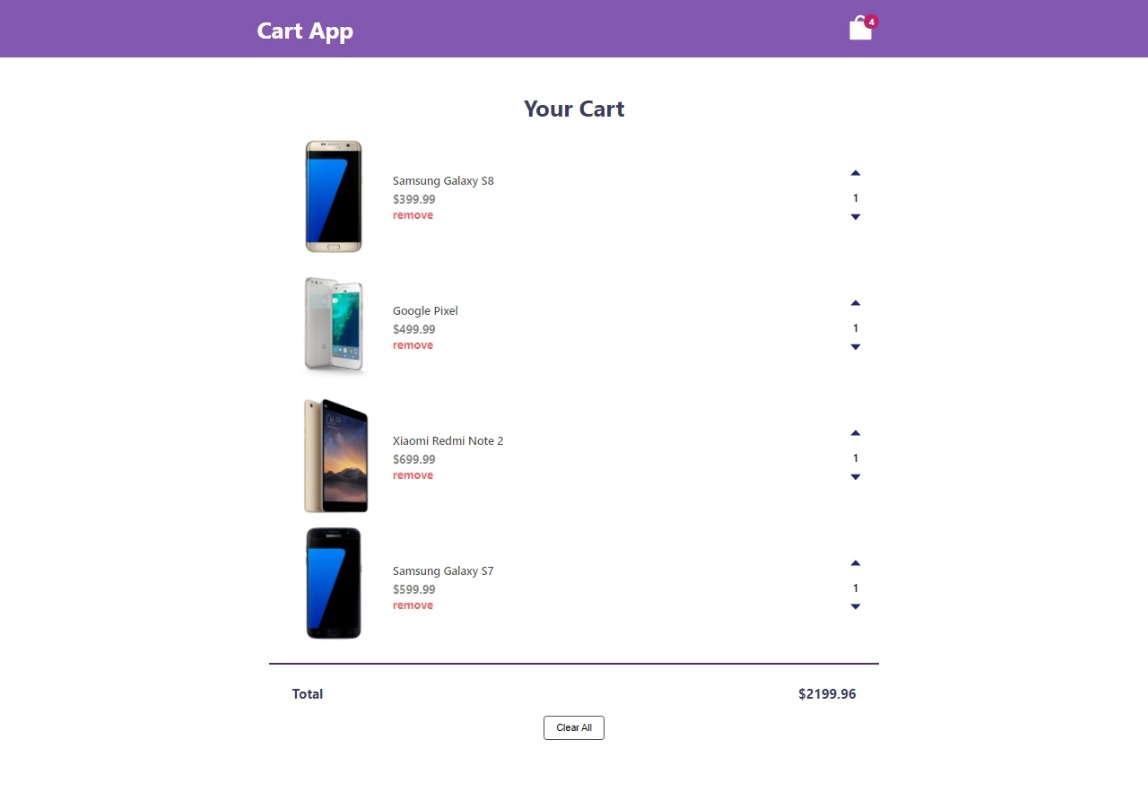 Cart App
4
Your Cart
Samsung Galaxy S8
$399.99
remove
1
Google Pixel
$499.99
remove
1
Xiaomi Redmi Note 2
$699.99
remove
1
Samsung Galaxy S7
$599.99
remove
1
Total $2199.96
Clear All